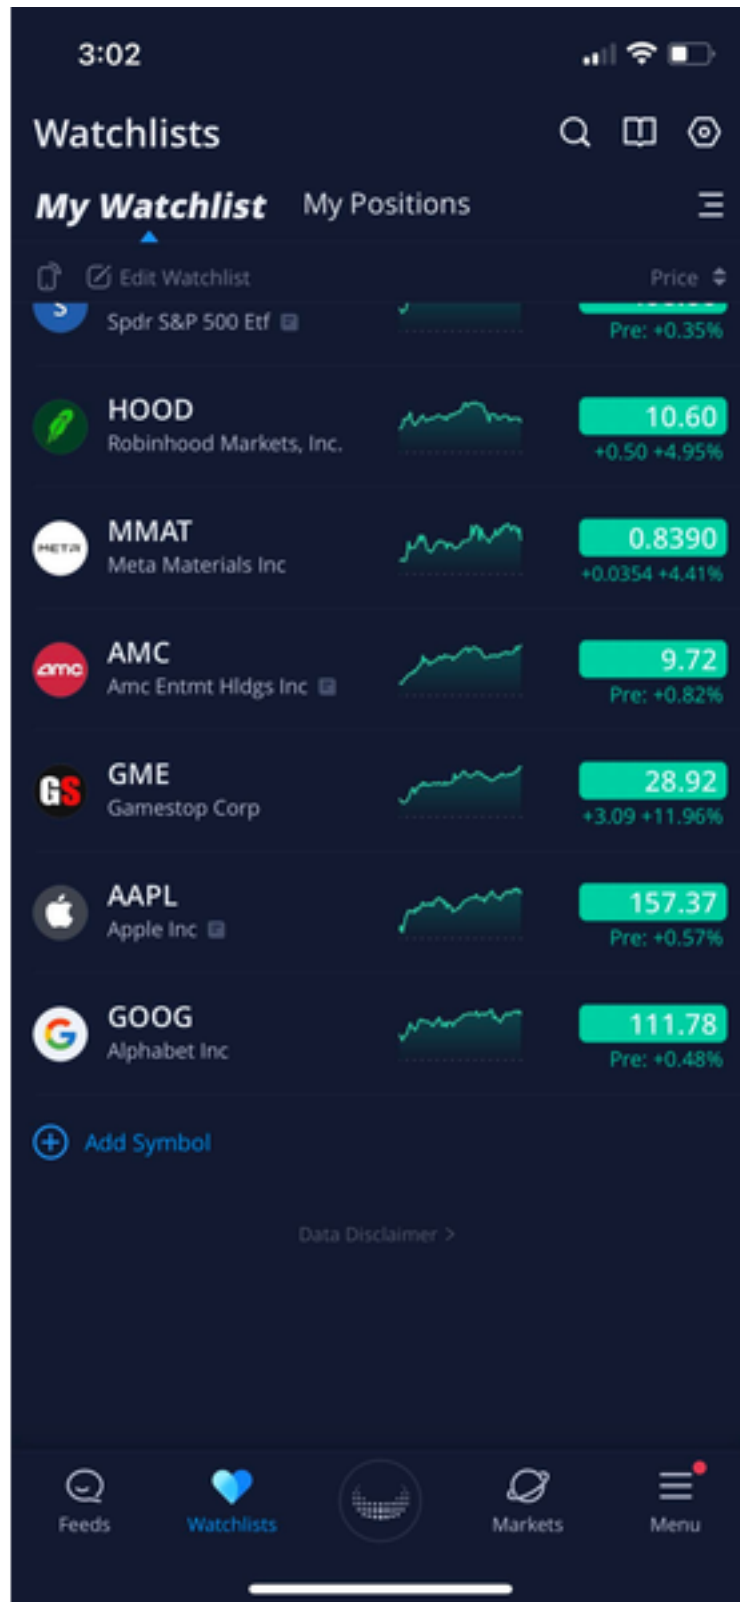 3:02
Watchlists
My Watchlist My Positions
Edit Watchlist Price
S
Spdr S&P 500 Etf Pre: +0.35%
HOOD 10.60
Robinhood Markets, Inc. +0.50 +4.95%
MMAT 0.8390
META Meta Materials Inc +0.0354 +4.41%
AMC 9.72
amc Amc Entmt Hldgs Inc Pre: +0.82%
GME 28.92
GS Gamestop Corp +3.09 +11.96%
AAPL 157.37
Apple Inc Pre: +0.57%
GOOG 111.78
G Alphabet Inc Pre: +0.48%
Add Symbol
Data Disclaimer >
Feeds Watchlists Markets Menu